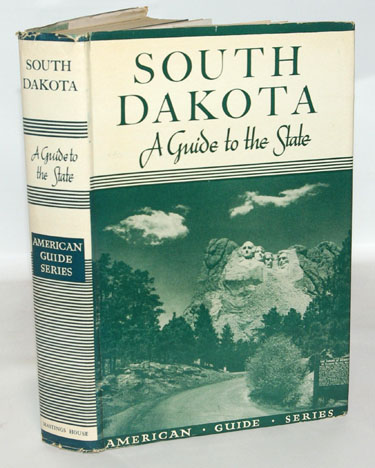 SOUTH
DAKOTA
A Guide to
the State
AMERICAN
GUIDE
SERIES
HASTINGS HOUSE
SOUTH
DAKOTA
A Guide to the State
AMERICAN · GUIDE · SERIES